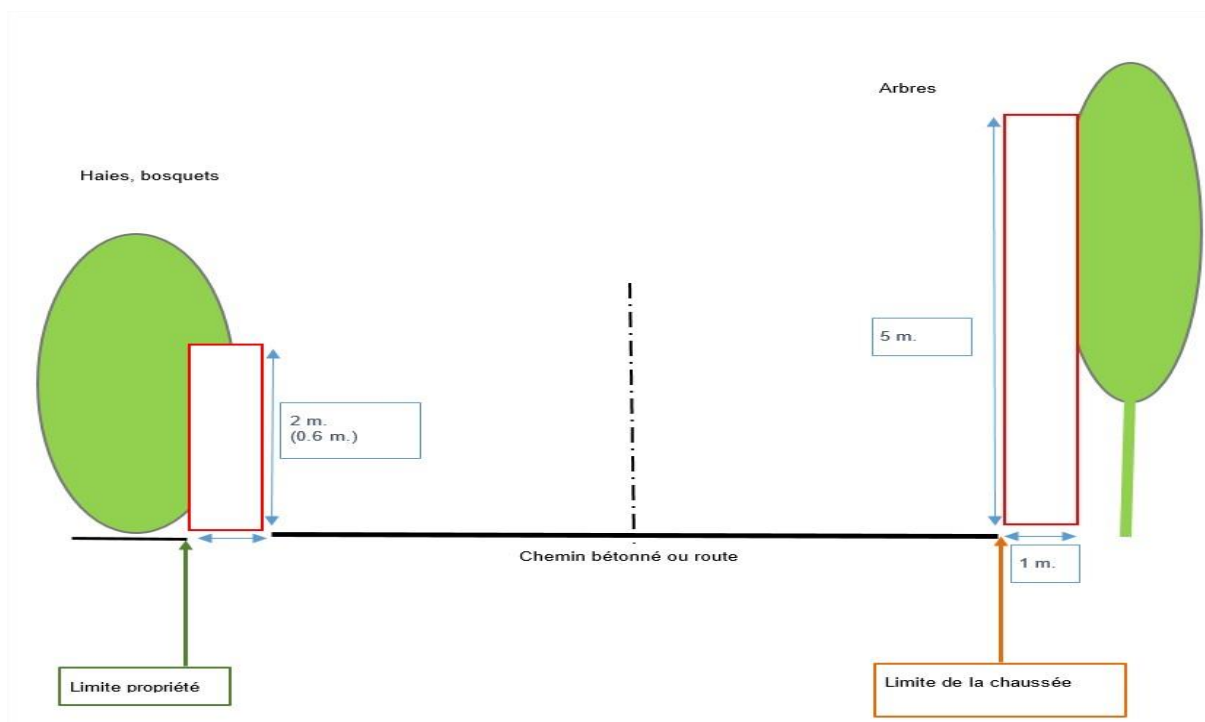 Arbres
Haies, bosquets
5 m.
2 m.
(0.6 m.)
Chemin bétonné ou route
1 m.
Limite propriété
Limite de la chaussée